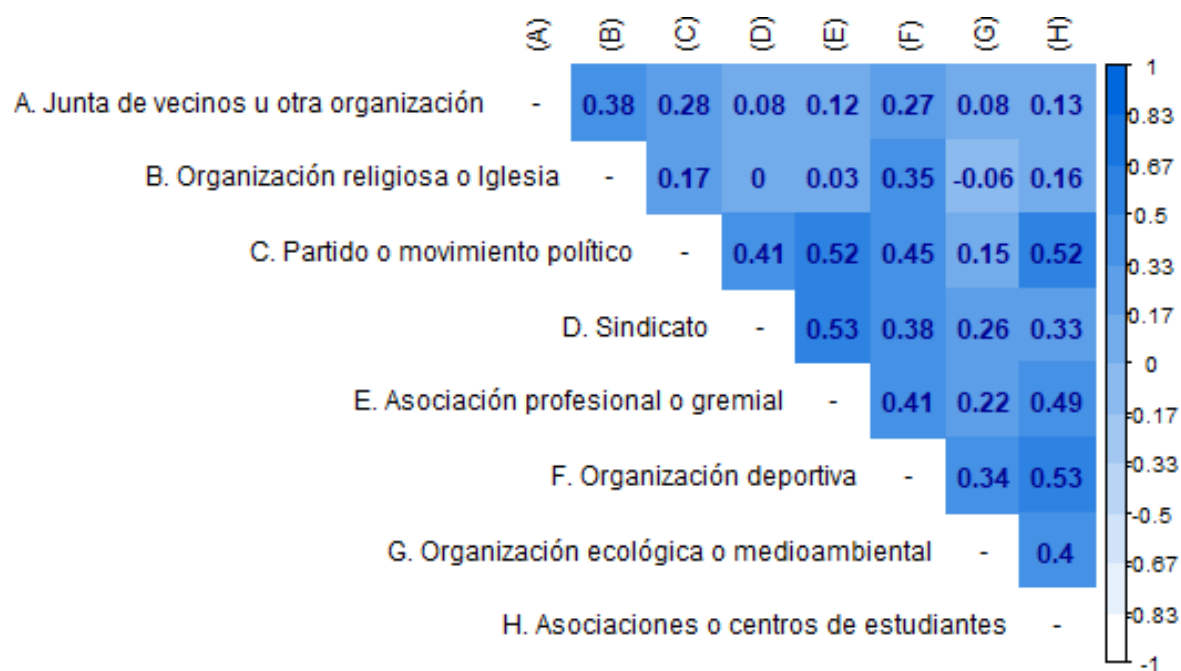 (A) (B) (C) (D) (E) (F) (G) (H)
A. Junta de vecinos u otra organización - 0.38 0.28 0.08 0.12 0.27 0.08 0.13
B. Organización religiosa o Iglesia - 0.17 0 0.03 0.35 -0.06 0.16
C. Partido o movimiento político - 0.41 0.52 0.45 0.15 0.52
D. Sindicato - 0.53 0.38 0.26 0.33
E. Asociación profesional o gremial - 0.41 0.22 0.49
F. Organización deportiva - 0.34 0.53
G. Organización ecológica o medioambiental - 0.4
H. Asociaciones o centros de estudiantes -
1
0.83
0.67
0.5
0.33
0.17
0
-0.17
-0.33
-0.5
-0.67
-0.83
-1